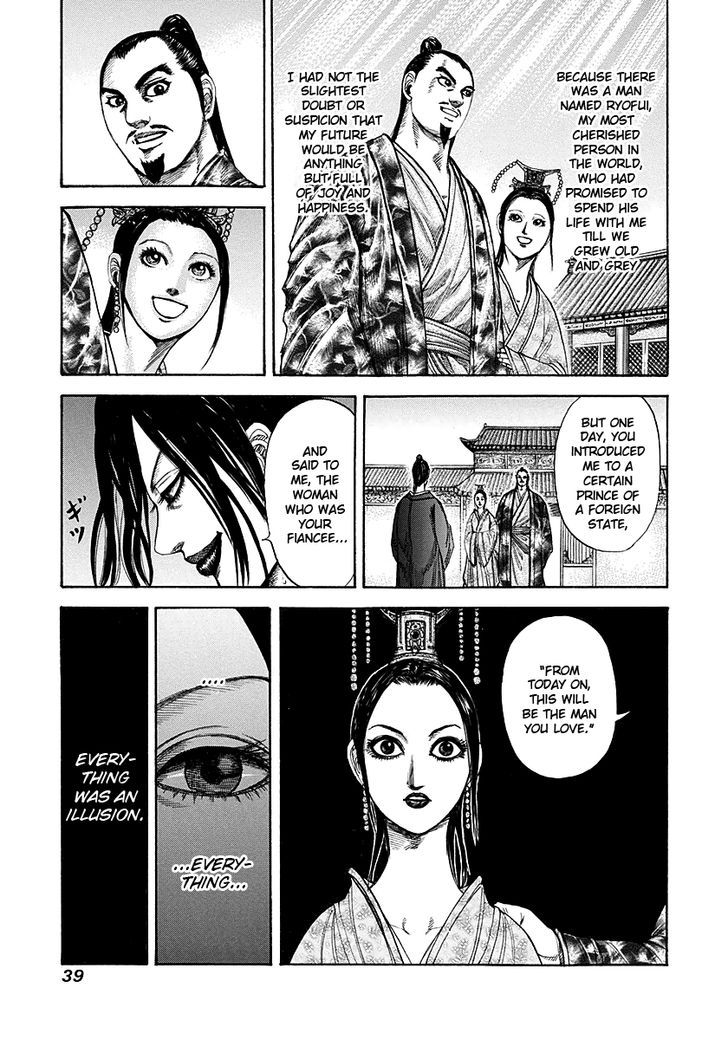 BECAUSE THERE
WAS A MAN
NAMED RYOFUI,
MY MOST
CHERISHED
PERSON IN
THE WORLD,
WHO HAD
PROMISED TO
SPEND HIS
LIFE WITH ME
TILL WE
GREW OLD
AND GREY
I HAD NOT THE
SLIGHTEST
DOUBT OR
SUSPICION THAT
MY FUTURE
WOULD BE
ANYTHING
BUT FULL
OF JOY AND
HAPPINESS.
BUT ONE
DAY, YOU
INTRODUCED
ME TO A
CERTAIN
PRINCE OF
A FOREIGN
STATE,
AND
SAID TO
ME, THE
WOMAN
WHO WAS
YOUR
FIANCEE...
ギッ
"FROM
TODAY ON,
THIS WILL
BE THE MAN
YOU LOVE."
....
...EVERY-
THING...
EVERY-
THING
WAS AN
ILLUSION.
39